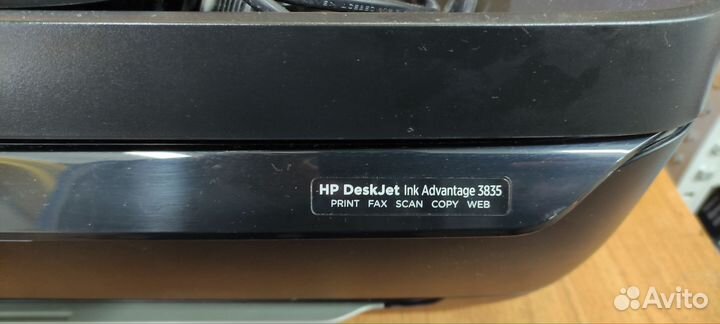 HP DeskJet Ink Advantage 3835
PRINT FAX SCAN COPY WEB
Avito